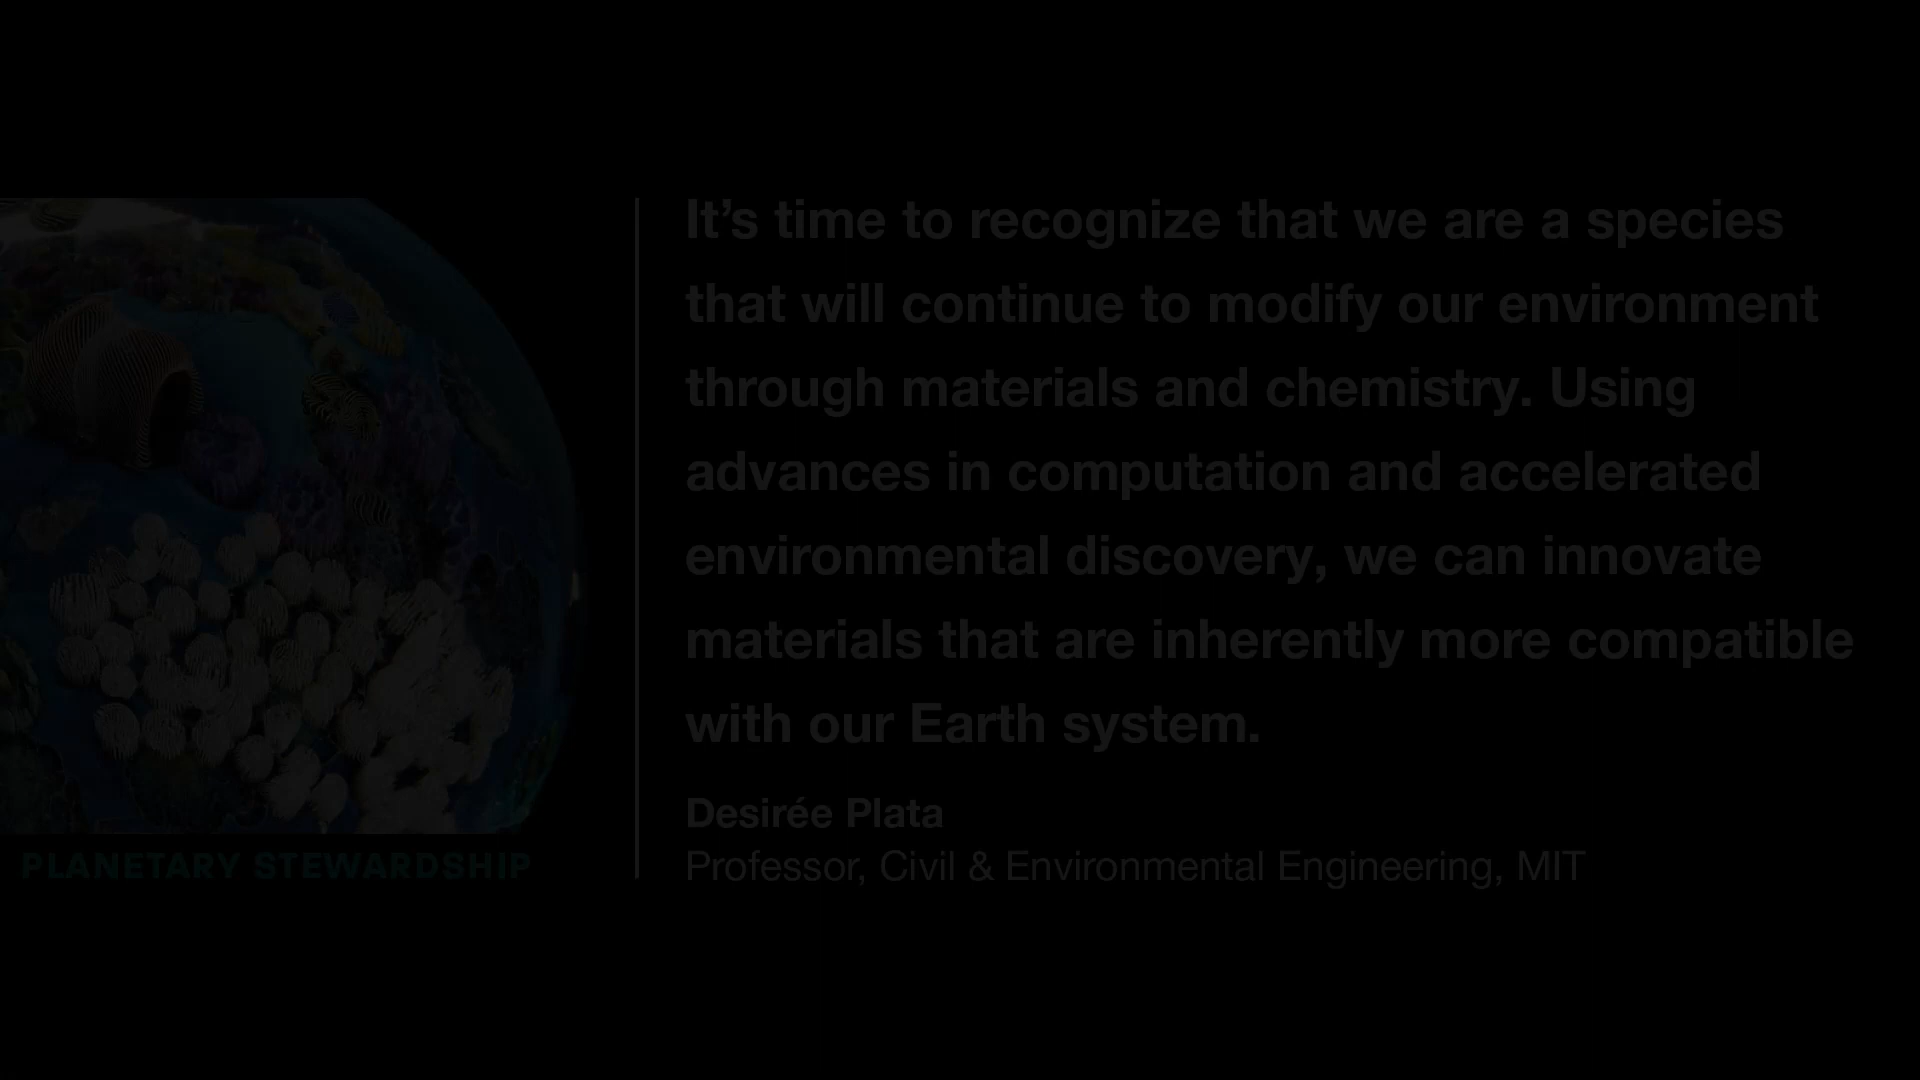 It’s time to recognize that we are a species
that will continue to modify our environment
through materials and chemistry. Using
advances in computation and accelerated
environmental discovery, we can innovate
materials that are inherently more compatible
with our Earth system.
Desirée Plata
Professor, Civil & Environmental Engineering, MIT
PLANETARY STEWARDSHIP